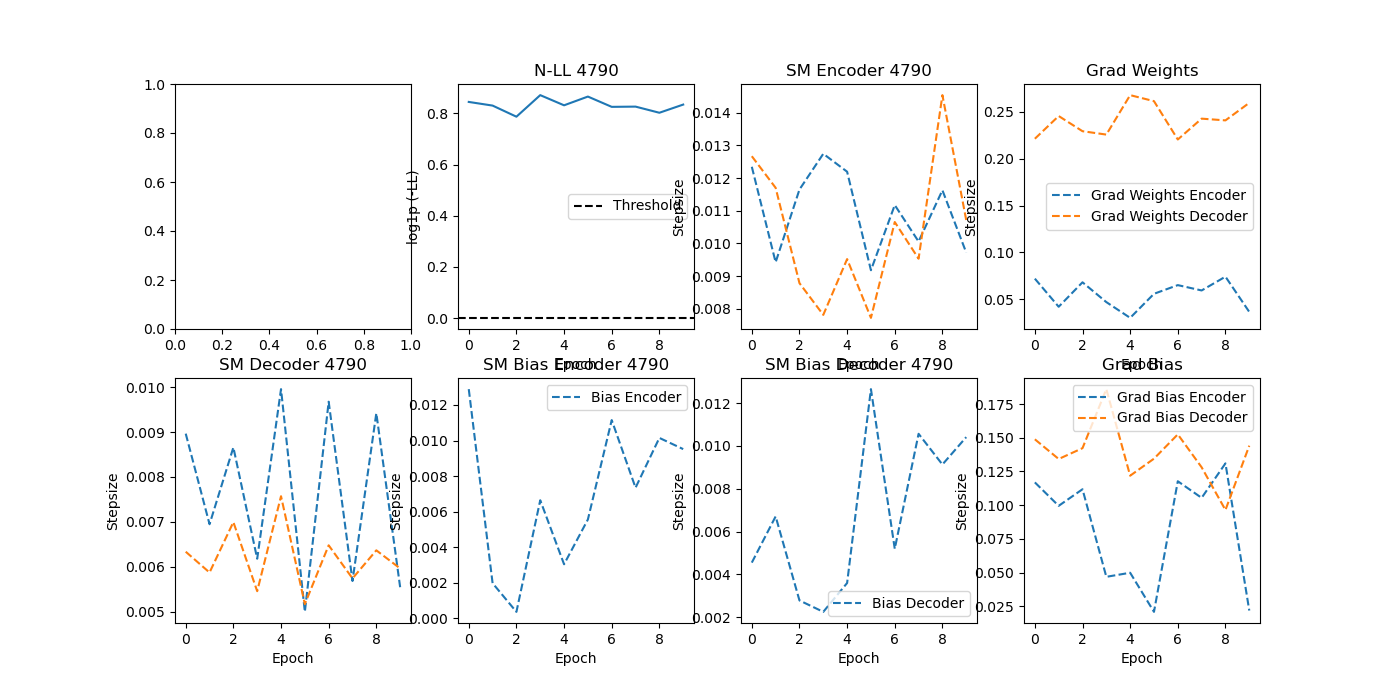 N-LL 4790
SM Encoder 4790
Grad Weights
1.0
0.8
0.6
0.4
0.2
0.0
0.0 0.2 0.4 0.6 0.8 1.0
log1p (-LL)
0.8
0.6
0.4
0.2
0.0
Threshold
0 2 4 6 8
Epoch
Stepsize
0.014
0.013
0.012
0.011
0.010
0.009
0.008
0 2 4 6 8
Epoch
Stepsize
0.25
0.20
0.15
0.10
0.05
Grad Weights Encoder
Grad Weights Decoder
0 2 4 6 8
Epoch
SM Decoder 4790
SM Bias Encoder 4790
SM Bias Decoder 4790
Grad Bias
Stepsize
0.010
0.009
0.008
0.007
0.006
0.005
0 2 4 6 8
Epoch
Stepsize
0.012
0.010
0.008
0.006
0.004
0.002
0.000
Bias Encoder
0 2 4 6 8
Epoch
Stepsize
0.012
0.010
0.008
0.006
0.004
0.002
Bias Decoder
0 2 4 6 8
Epoch
Stepsize
0.175
0.150
0.125
0.100
0.075
0.050
0.025
Grad Bias Encoder
Grad Bias Decoder
0 2 4 6 8
Epoch